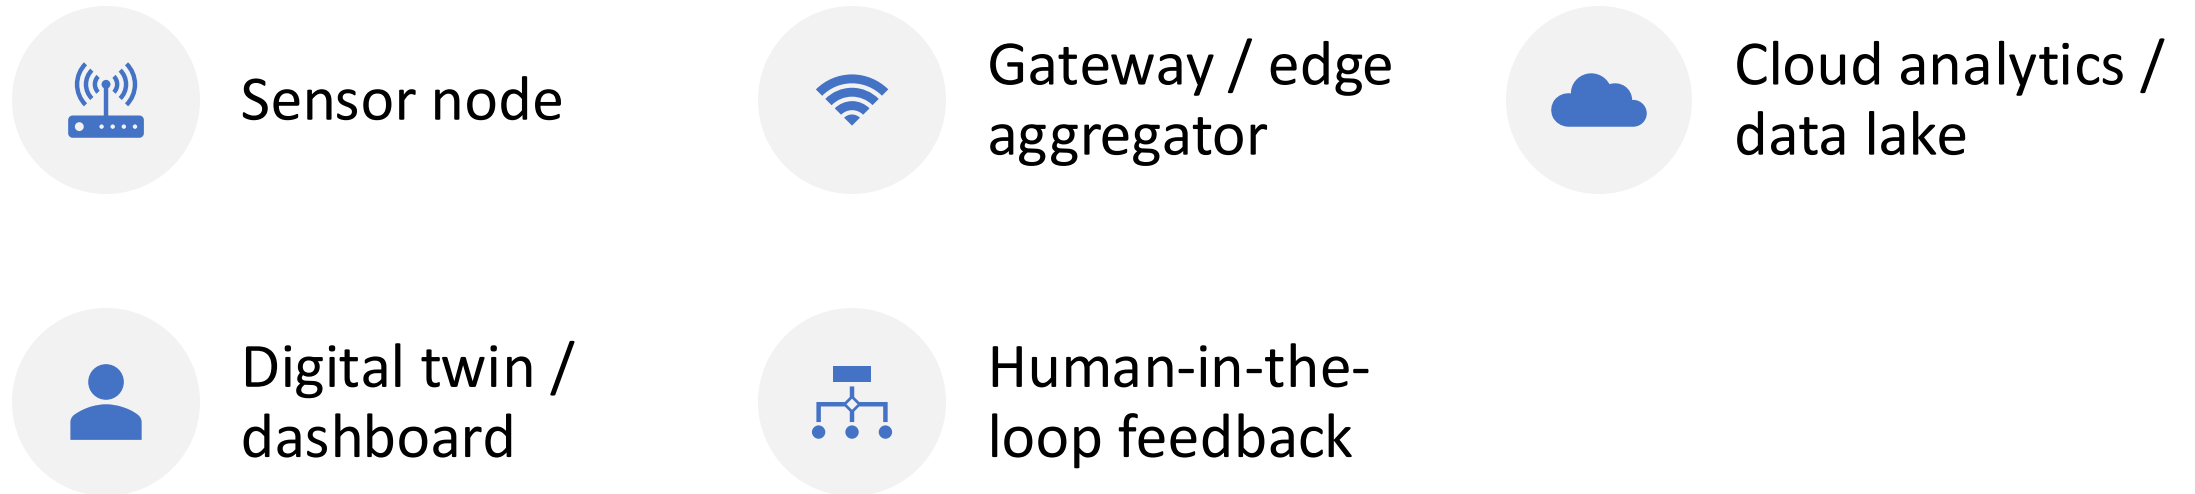 Sensor node
Gateway / edge
aggregator
Cloud analytics /
data lake
Digital twin /
dashboard
Human-in-the-
loop feedback